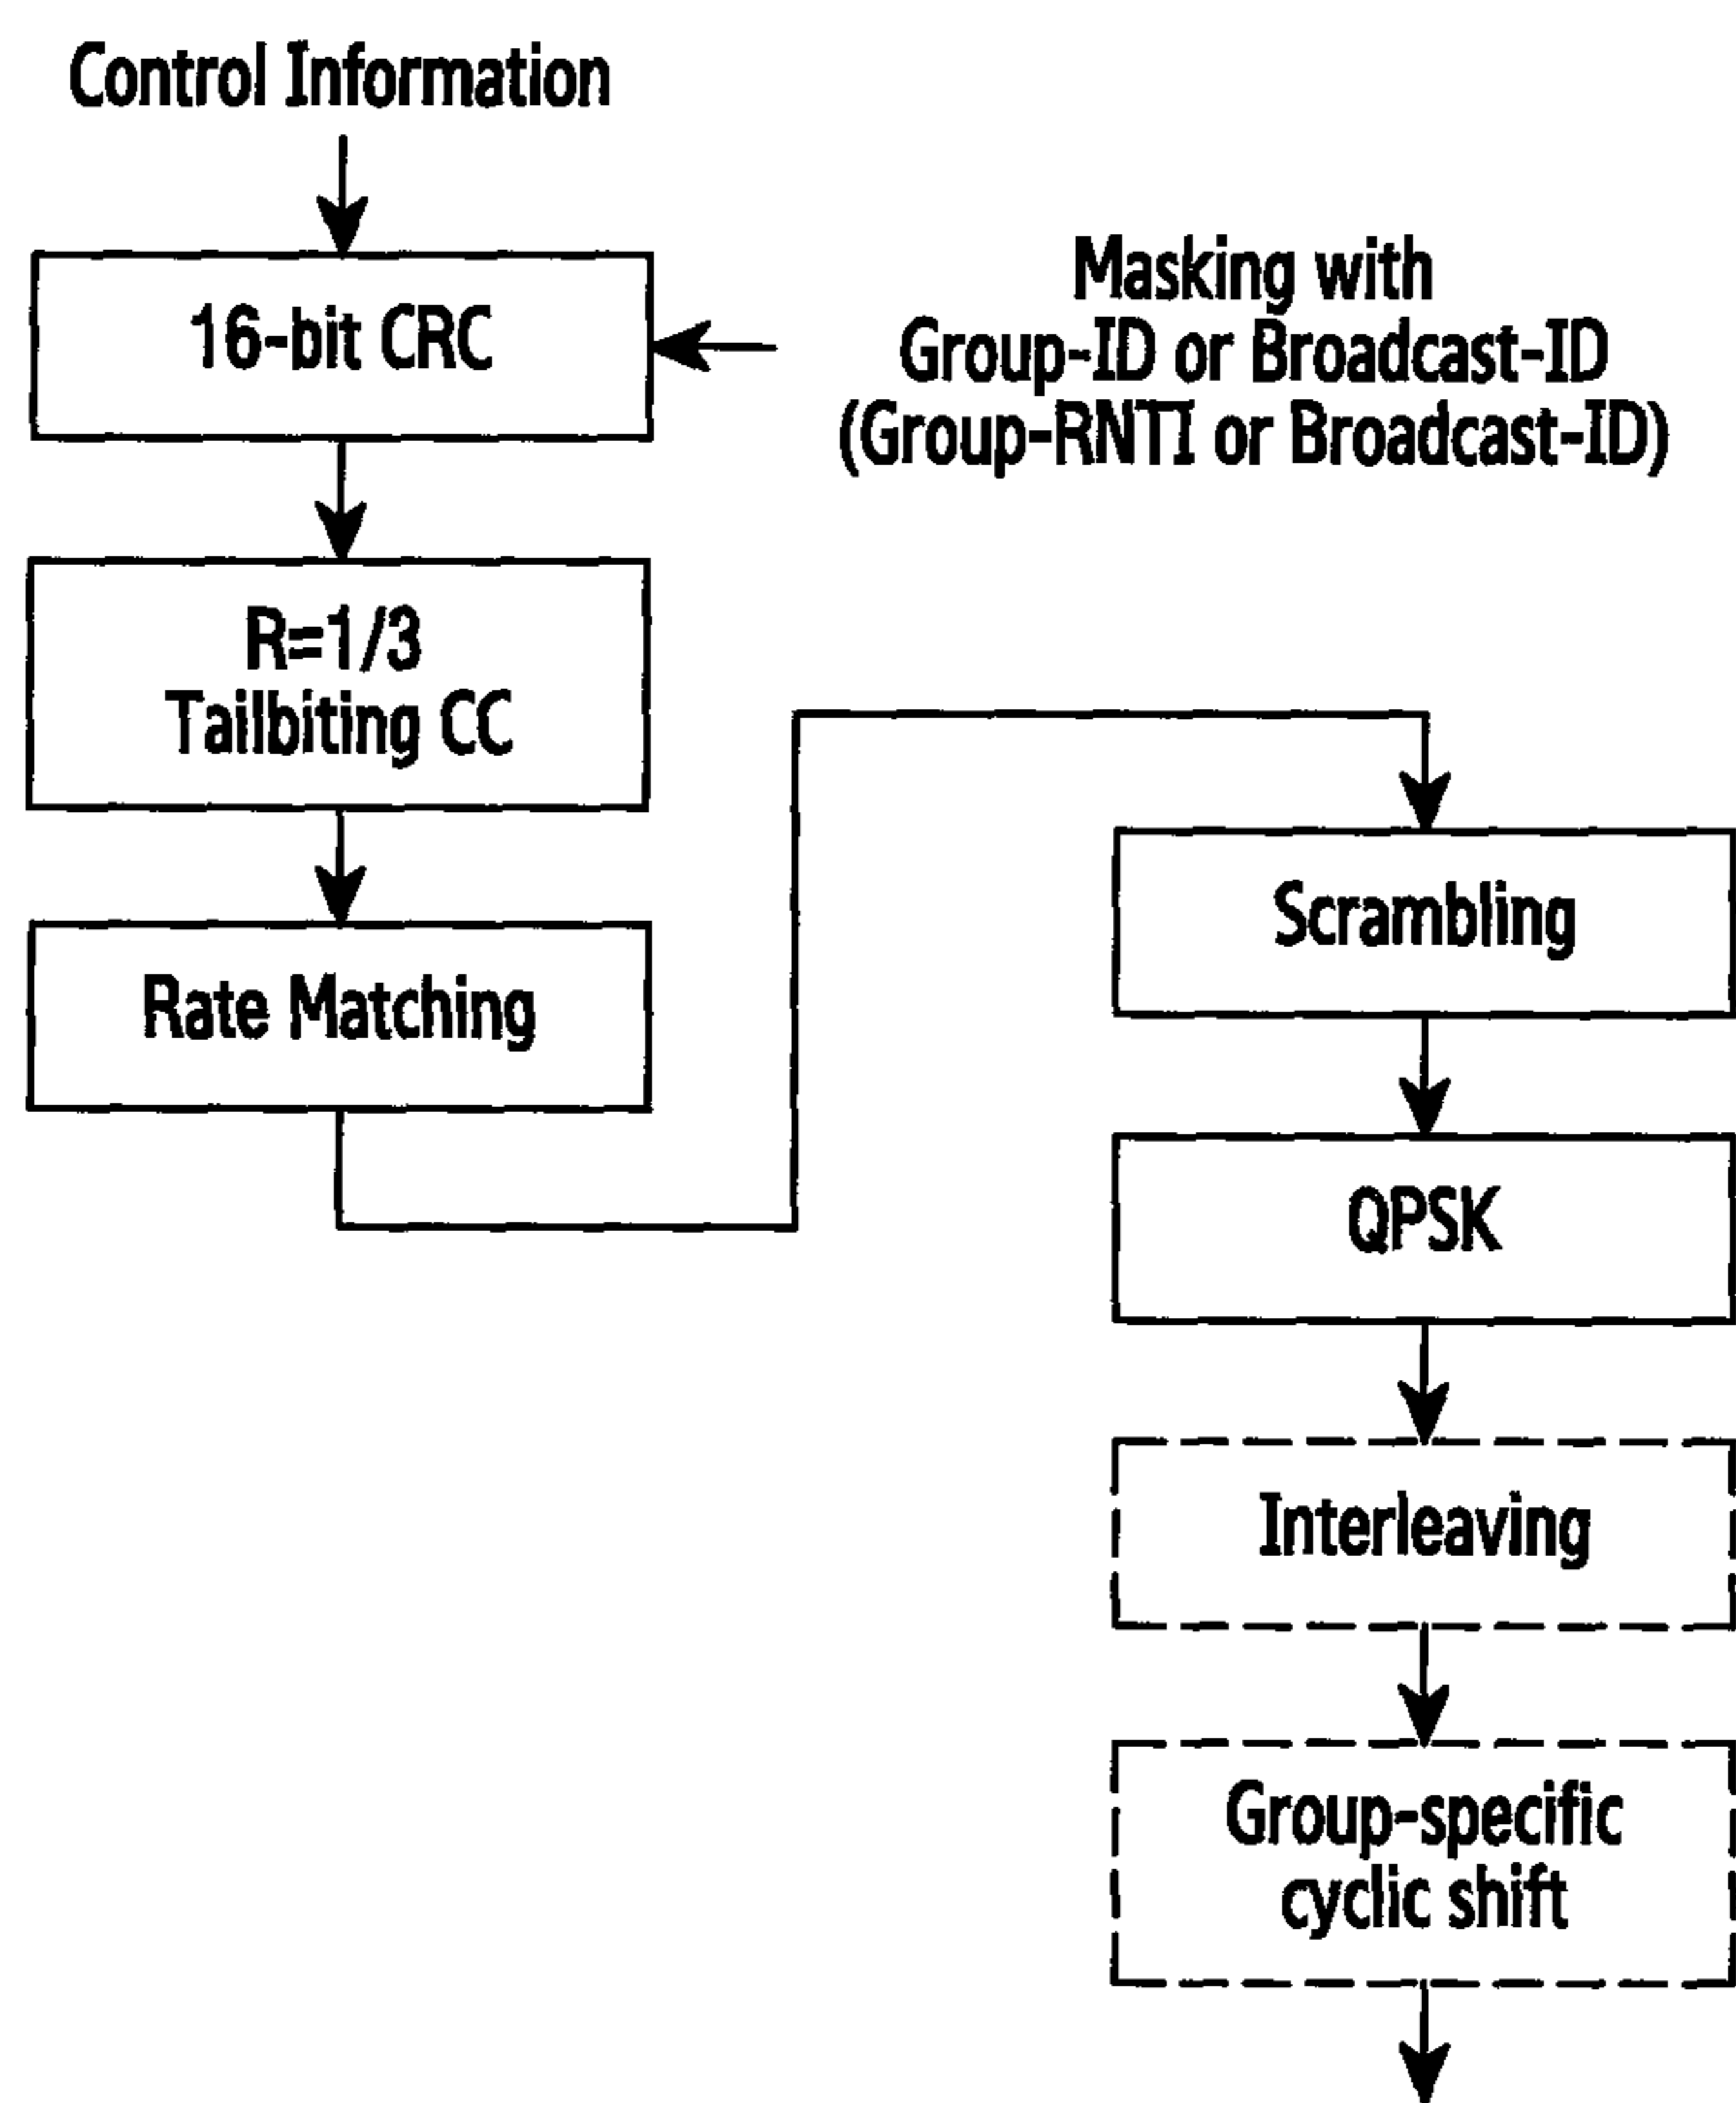 Control Information
16-bit CRC
Masking with
Group-ID or Broadcast-ID
(Group-RNTI or Broadcast-ID)
R=1/3
Tailbiting CC
Rate Matching
Scrambling
QPSK
Interleaving
Group-specific
cyclic shift